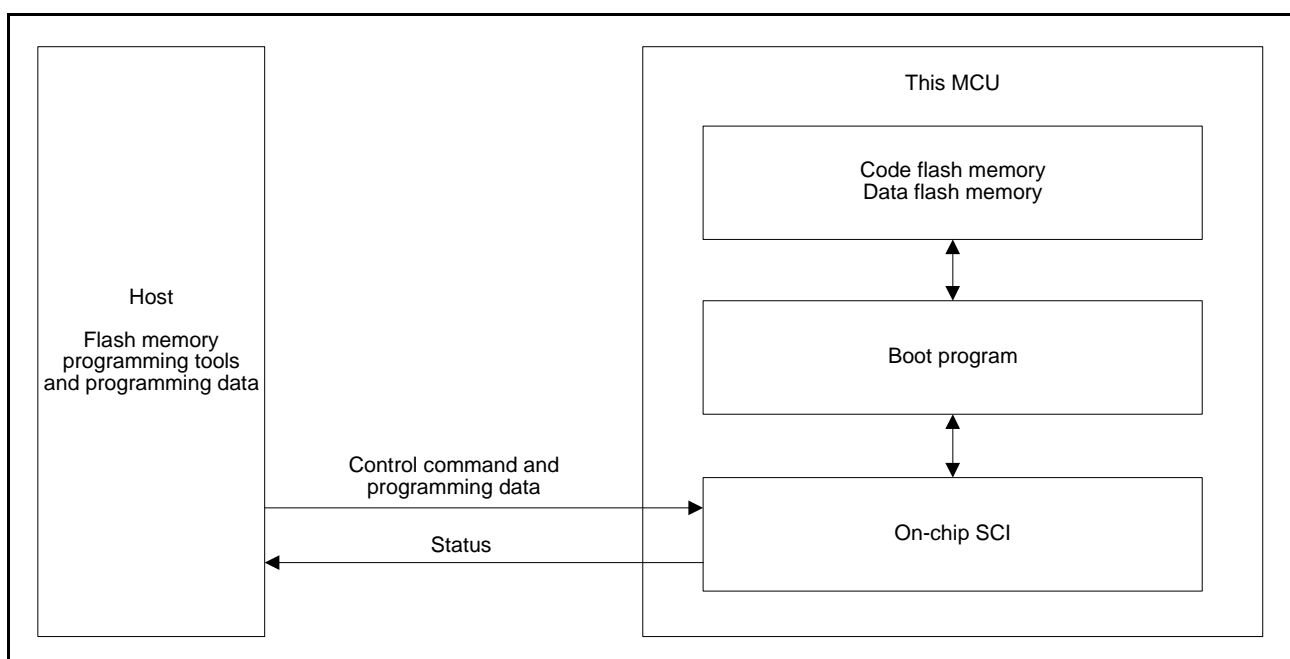 This MCU
Code flash memory
Data flash memory
Host
Flash memory
programming tools
and programming data
Boot program
Control command and
programming data
On-chip SCI
Status